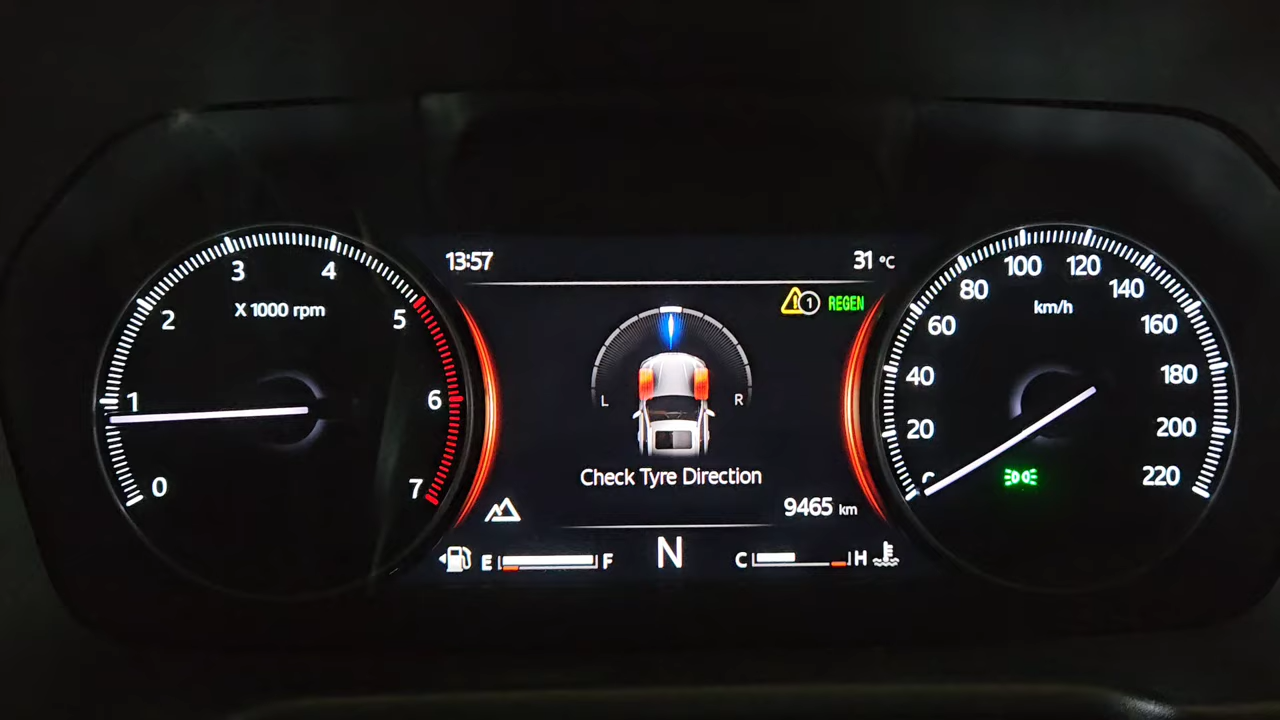 13:57
31 °C
1 REGEN
0
1
2
3
4
5
6
7
X 1000 rpm
L
R
Check Tyre Direction
9465 km
E
F
N
C
H
20
40
60
80
100
120
140
160
180
200
220
km/h